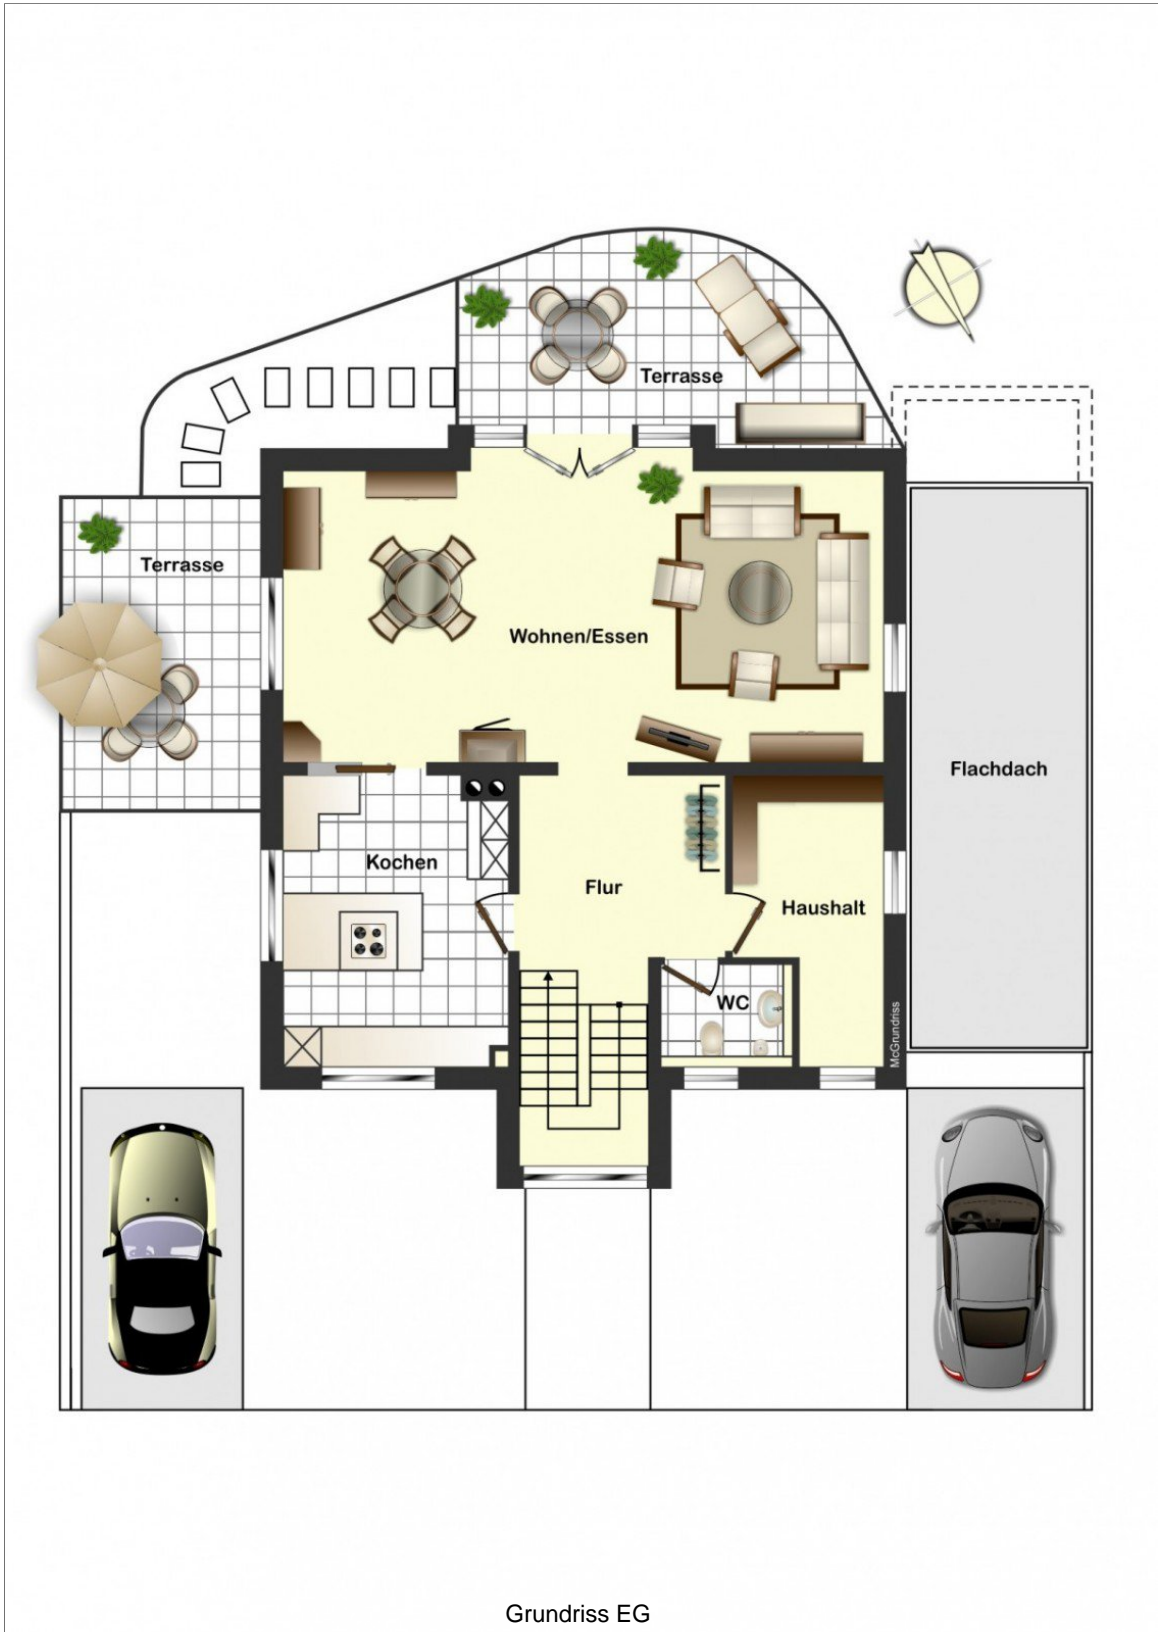 Terrasse
Terrasse
Wohnen/Essen
Flachdach
Kochen
Flur
Haushalt
WC
McGrundriss
Grundriss EG